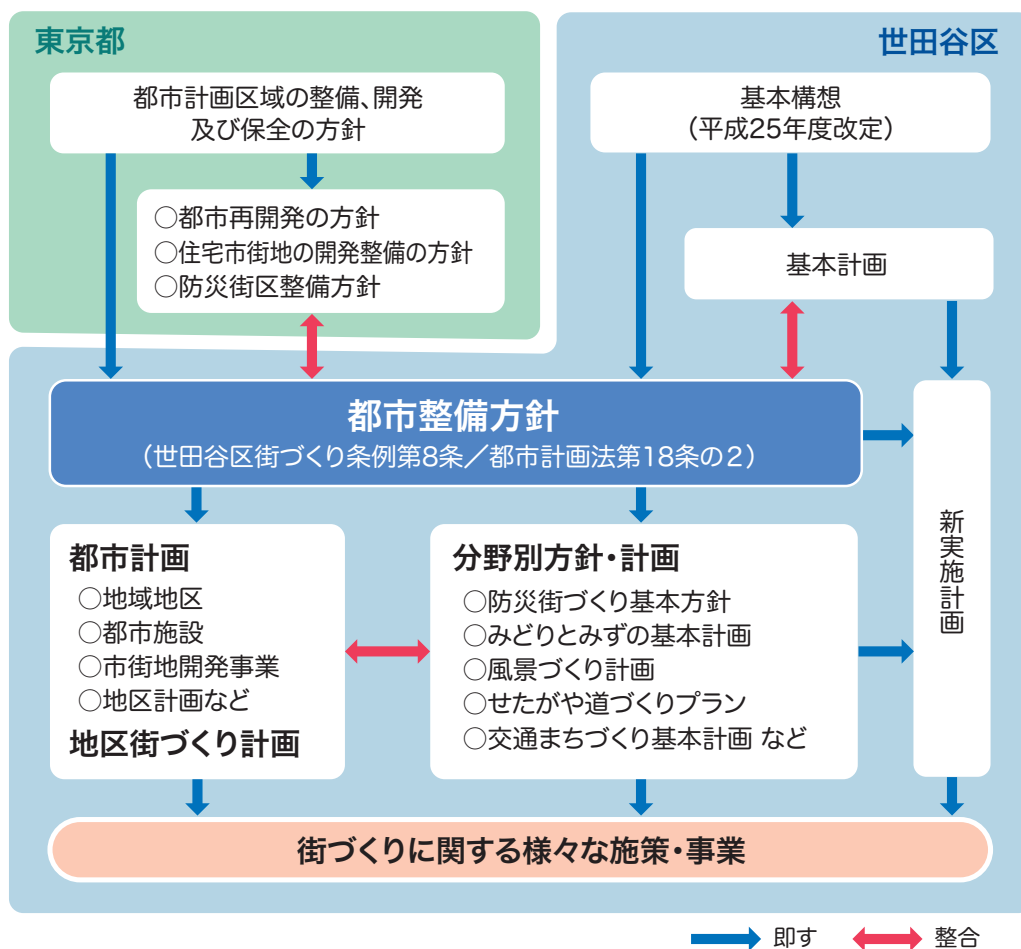 東京都
都市計画区域の整備、開発
及び保全の方針
○都市再開発の方針
○住宅市街地の開発整備の方針
○防災街区整備方針
世田谷区
基本構想
（平成25年度改定）
基本計画
都市整備方針
（世田谷区街づくり条例第8条／都市計画法第18条の2）
都市計画
○地域地区
○都市施設
○市街地開発事業
○地区計画など
地区街づくり計画
分野別方針・計画
○防災街づくり基本方針
○みどりとみずの基本計画
○風景づくり計画
○せたがや道づくりプラン
○交通まちづくり基本計画 など
新実施計画
街づくりに関する様々な施策・事業
即す
整合